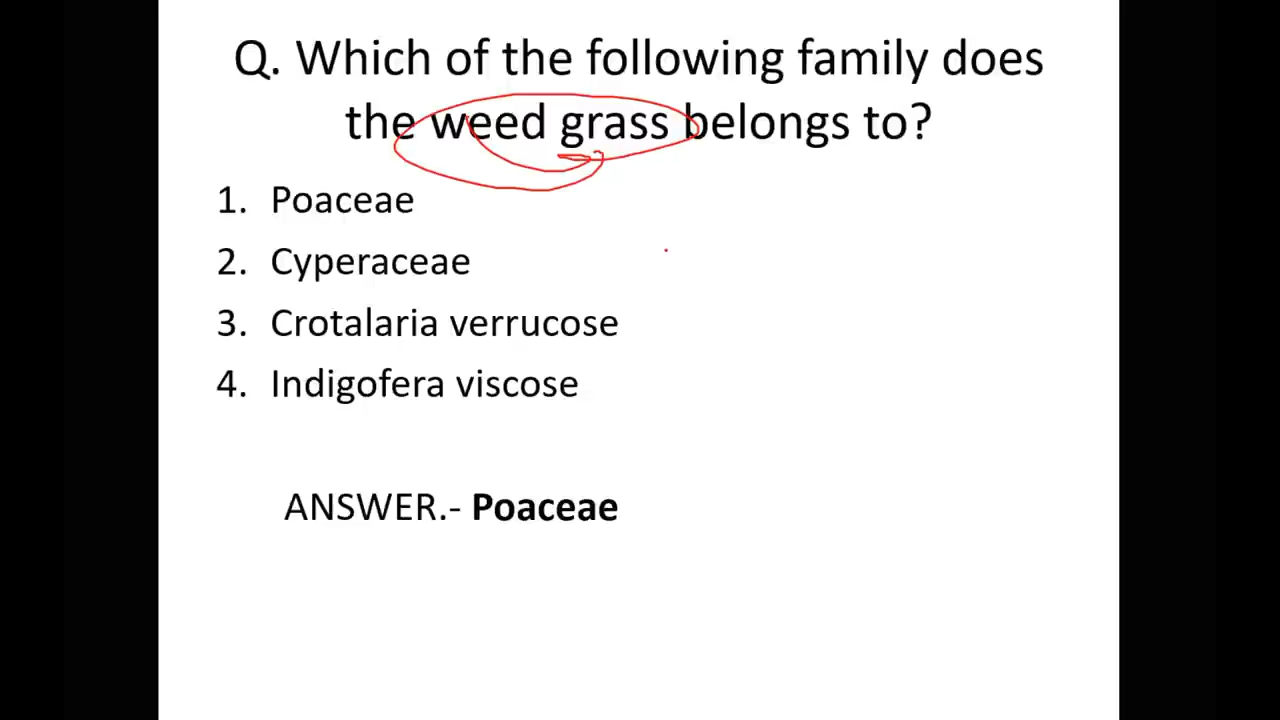 Q. Which of the following family does
the weed grass belongs to?
1. Poaceae
2. Cyperaceae
3. Crotalaria verrucose
4. Indigofera viscose
ANSWER.- Poaceae